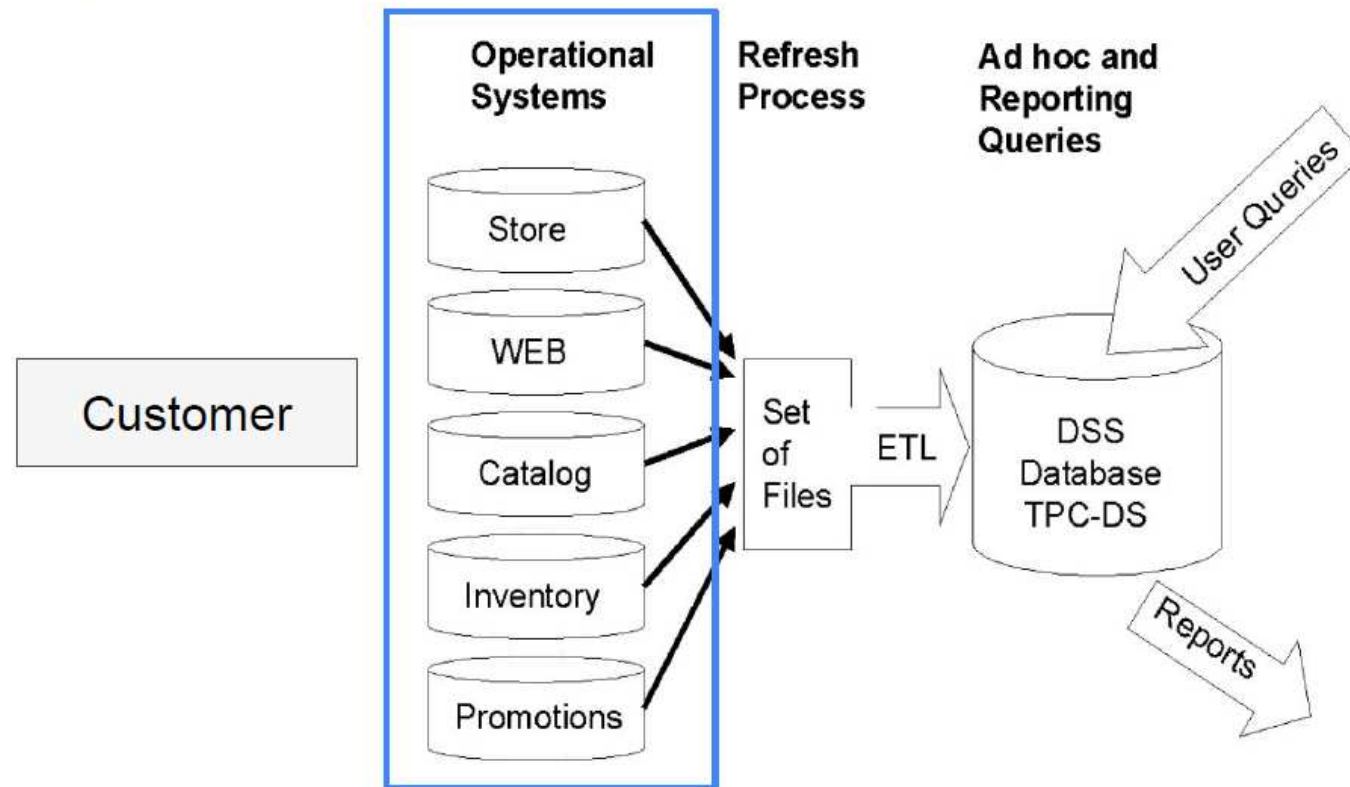 Operational
Systems
Refresh
Process
Ad hoc and
Reporting
Queries
Customer
Store
WEB
Catalog
Inventory
Promotions
Set
of
Files
ETL
User Queries
DSS
Database
TPC-DS
Reports